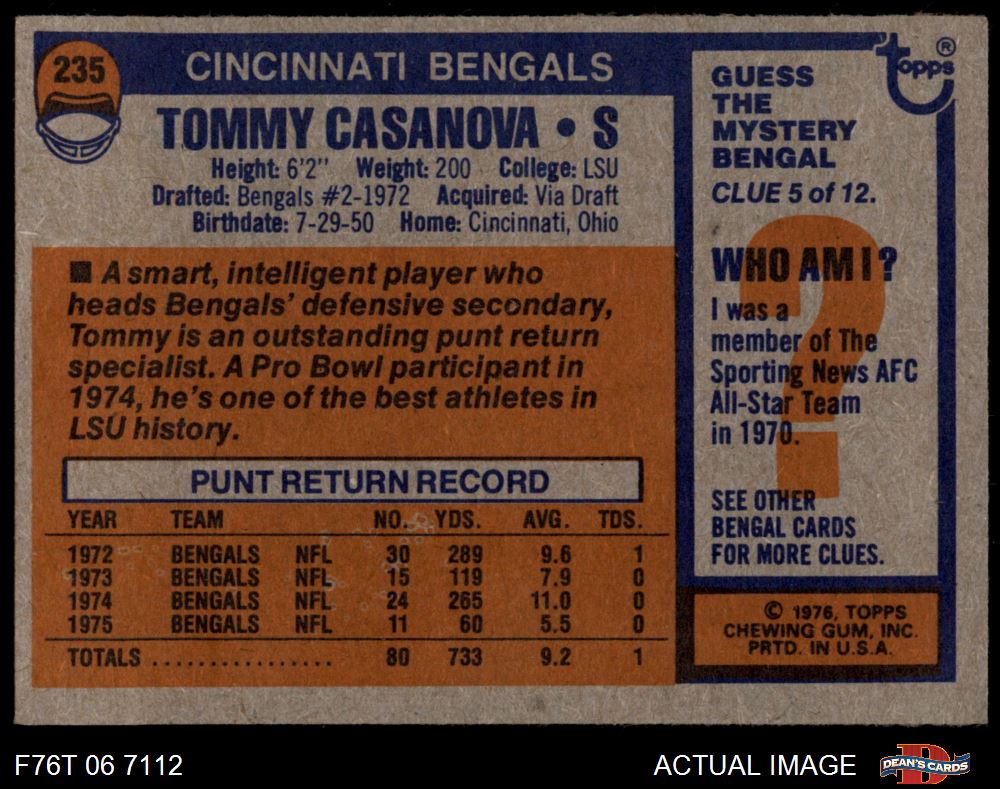 235
CINCINNATI BENGALS
TOMMY CASANOVA • S
Height: 6'2" Weight: 200 College: LSU
Drafted: Bengals #2-1972 Acquired: Via Draft
Birthdate: 7-29-50 Home: Cincinnati, Ohio
■ A smart, intelligent player who
heads Bengals' defensive secondary,
Tommy is an outstanding punt return
specialist. A Pro Bowl participant in
1974, he's one of the best athletes in
LSU history.
PUNT RETURN RECORD
YEAR TEAM NO. YDS. AVG. TDS.
1972 BENGALS NFL 30 289 9.6 1
1973 BENGALS NFL 15 119 7.9 0
1974 BENGALS NFL 24 265 11.0 0
1975 BENGALS NFL 11 60 5.5 0
TOTALS ................ 80 733 9.2 1
topps ®
GUESS
THE
MYSTERY
BENGAL
CLUE 5 of 12.
?
WHO AM I?
I was a
member of The
Sporting News AFC
All-Star Team
in 1970.
SEE OTHER
BENGAL CARDS
FOR MORE CLUES.
© 1976, TOPPS
CHEWING GUM, INC.
PRTD. IN U.S.A.
F76T 06 7112
ACTUAL IMAGE
D
DEAN'S CARDS